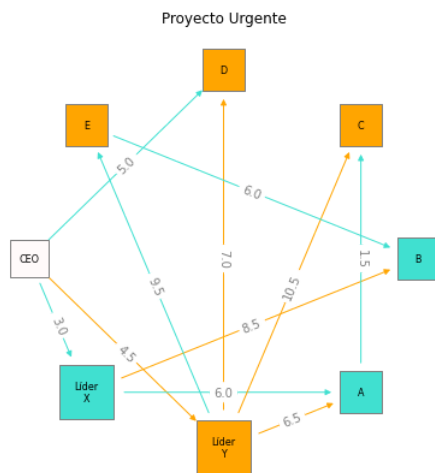 Proyecto Urgente
D
E
C
5.0
6.0
CEO
7.0
B
9.5
10.5
1.5
3.0
4.5
8.5
Líder
X
6.0
A
6.5
Líder
Y